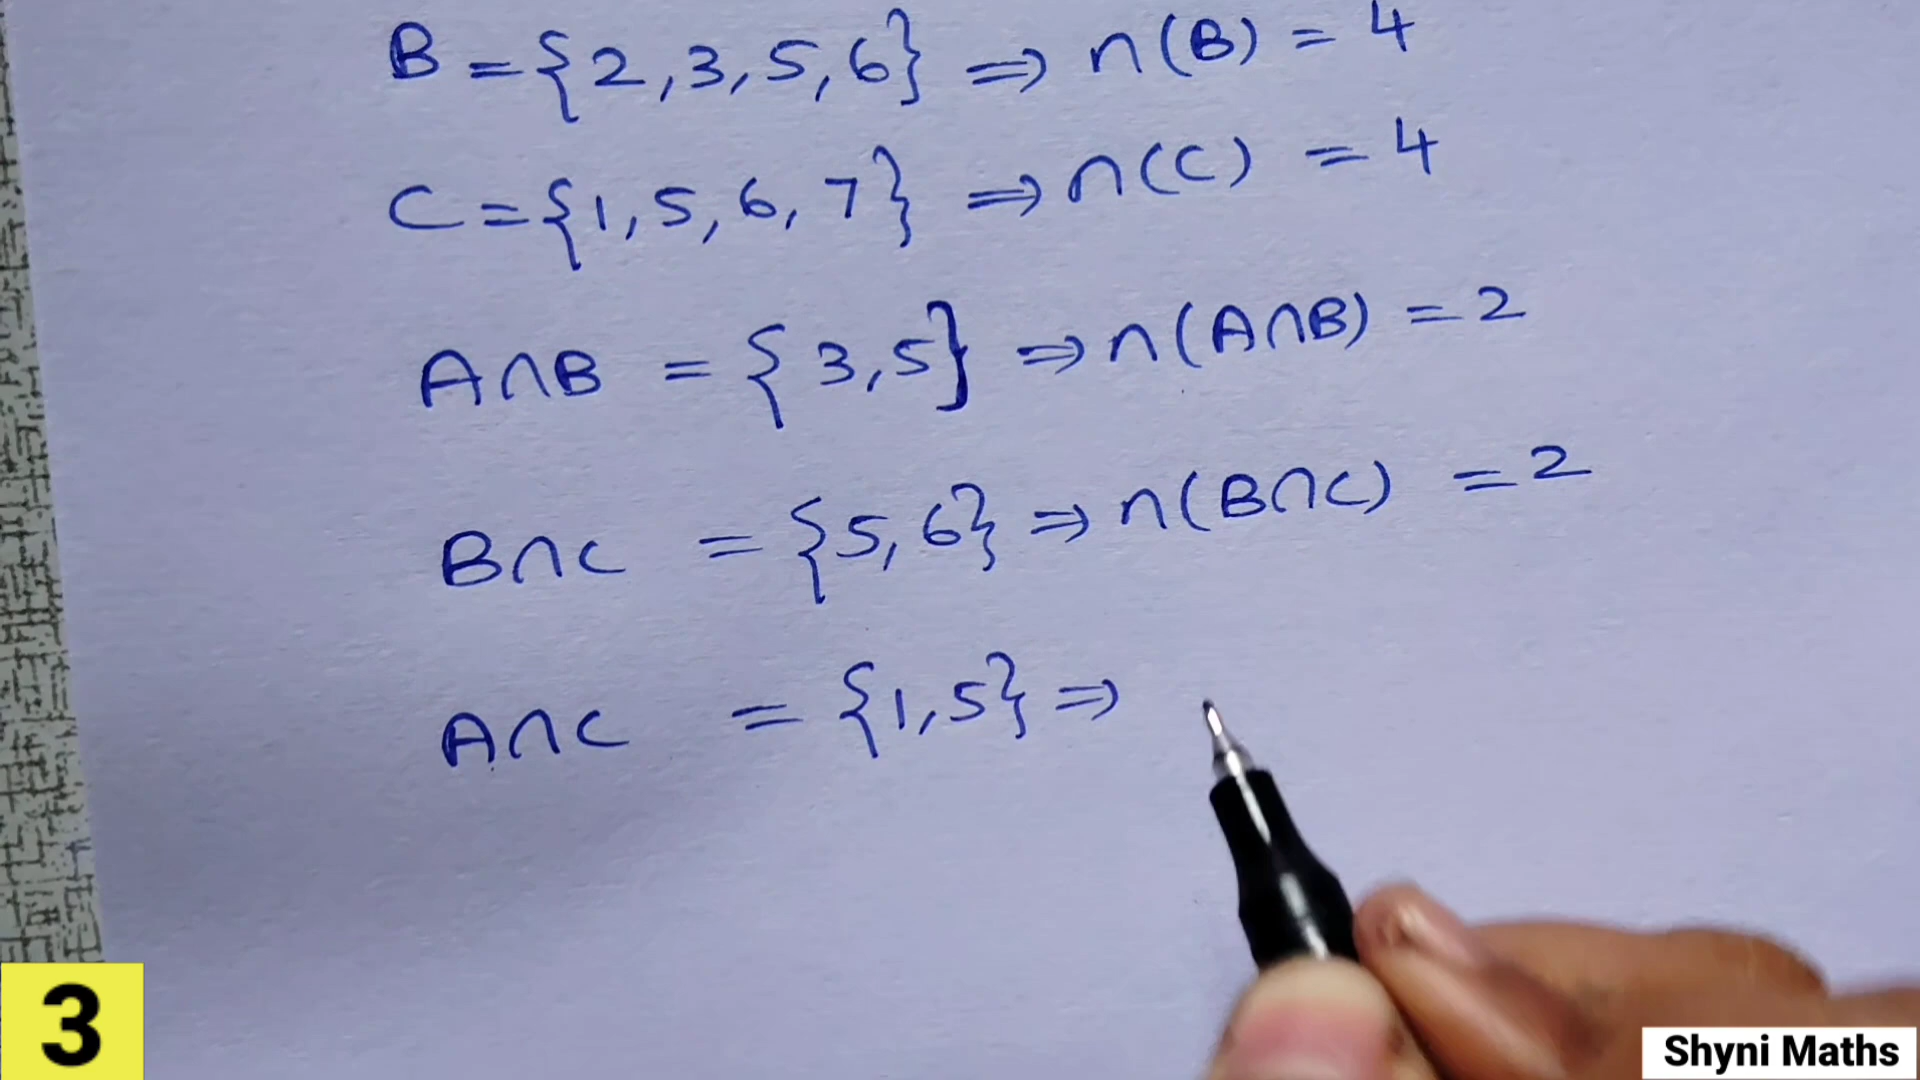 B = {2,3,5,6} ⇒ n(B) = 4
C = {1,5,6,7} ⇒ n(C) = 4
A∩B = {3,5} ⇒ n(A∩B) = 2
B∩C = {5,6} ⇒ n(B∩C) = 2
A∩C = {1,5} ⇒
3
Shyni Maths